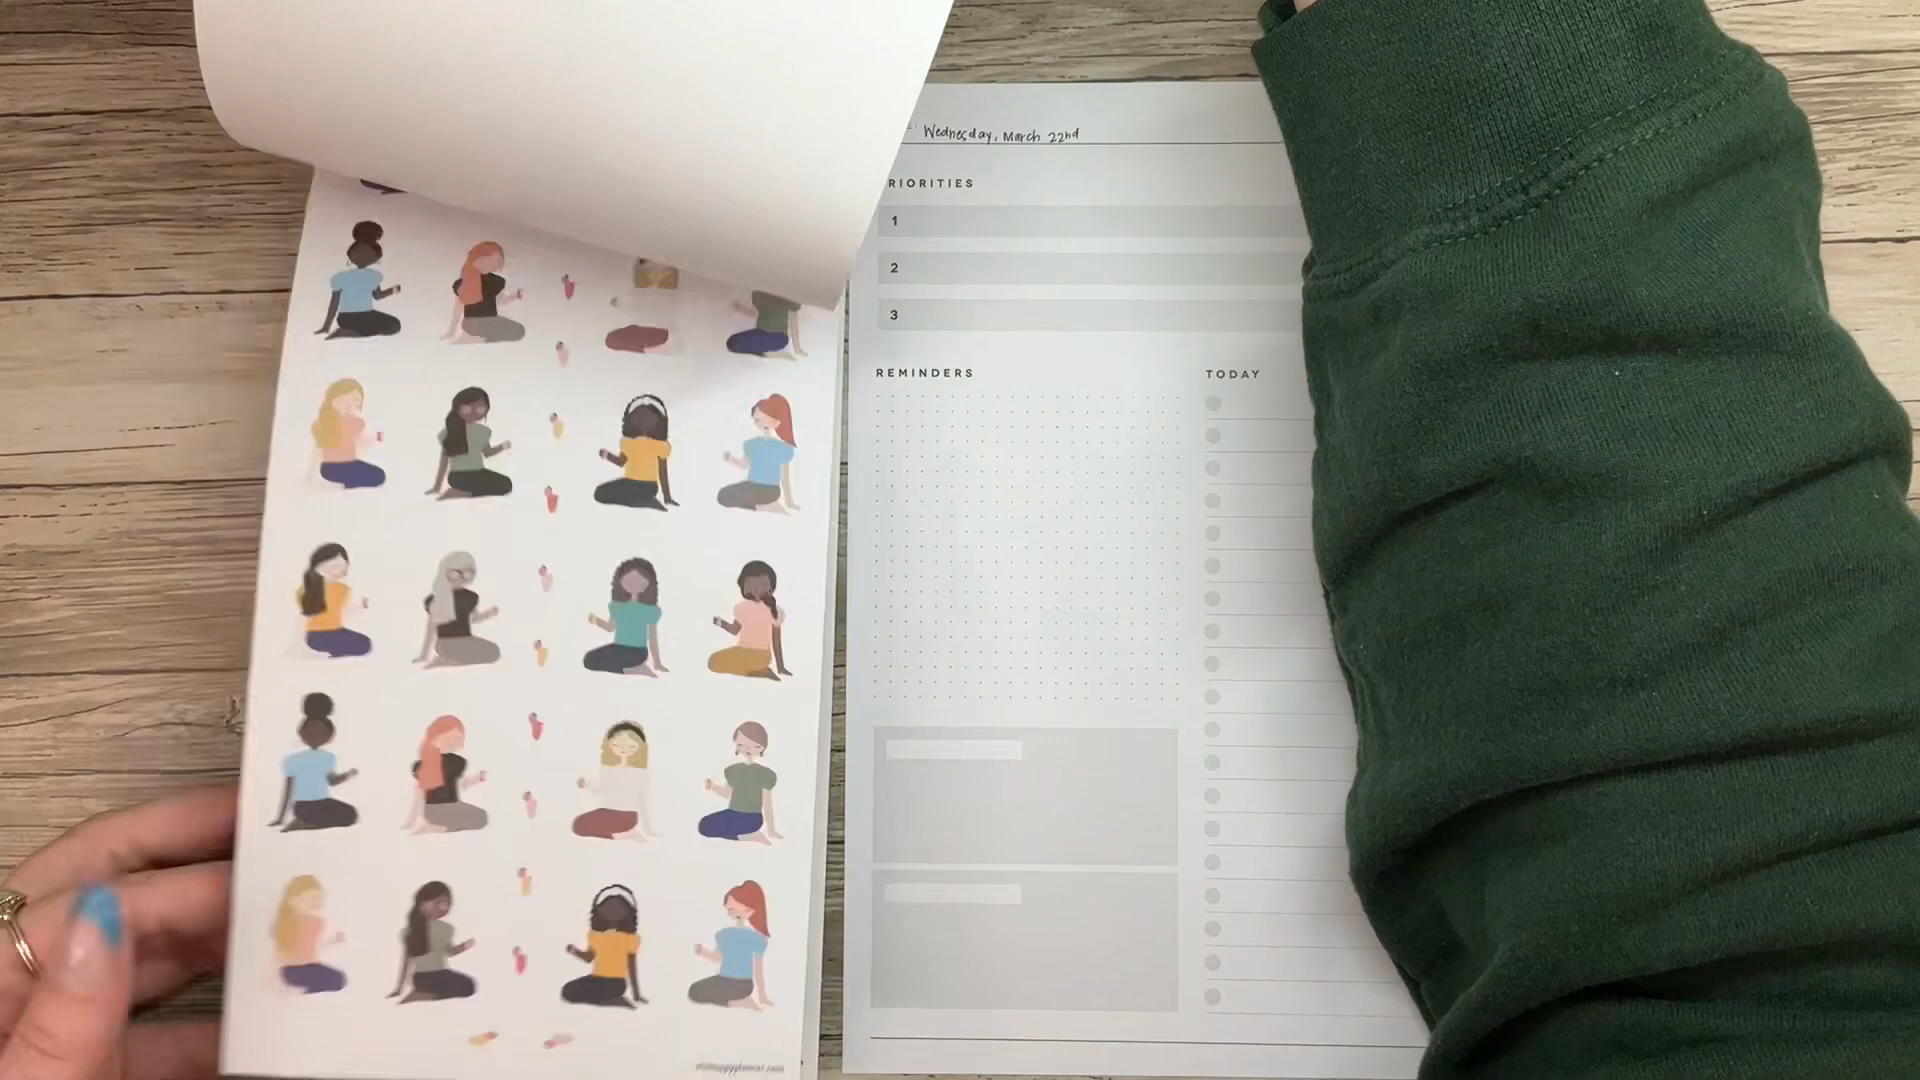 Wednesday, March 22nd
RIORITIES
1
2
3
REMINDERS
TODAY